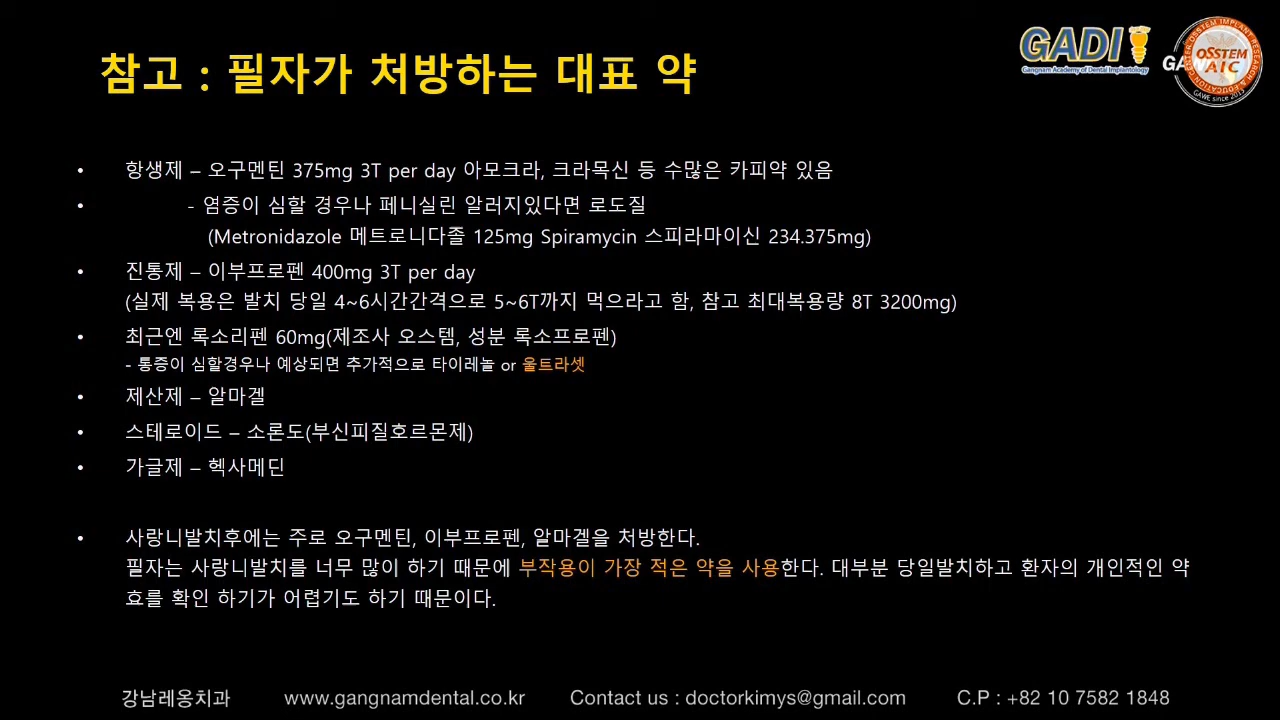 참고 : 필자가 처방하는 대표 약
GADI
Gangnam Academy of Dental Implantology
OSSTEM
AIC
GAWE since 2015
• 항생제 – 오구멘틴 375mg 3T per day 아모크라, 크라목신 등 수많은 카피약 있음
• - 염증이 심할 경우나 페니실린 알러지있다면 로도질
(Metronidazole 메트로니다졸 125mg Spiramycin 스피라마이신 234.375mg)
• 진통제 – 이부프로펜 400mg 3T per day
(실제 복용은 발치 당일 4~6시간간격으로 5~6T까지 먹으라고 함, 참고 최대복용량 8T 3200mg)
• 최근엔 록소리펜 60mg(제조사 오스템, 성분 록소프로펜)
- 통증이 심할경우나 예상되면 추가적으로 타이레놀 or 울트라셋
• 제산제 – 알마겔
• 스테로이드 – 소론도(부신피질호르몬제)
• 가글제 – 헥사메딘
• 사랑니발치후에는 주로 오구멘틴, 이부프로펜, 알마겔을 처방한다.
필자는 사랑니발치를 너무 많이 하기 때문에 부작용이 가장 적은 약을 사용한다. 대부분 당일발치하고 환자의 개인적인 약
효를 확인 하기가 어렵기도 하기 때문이다.
강남레옹치과 www.gangnamdental.co.kr Contact us : doctorkimys@gmail.com C.P : +82 10 7582 1848